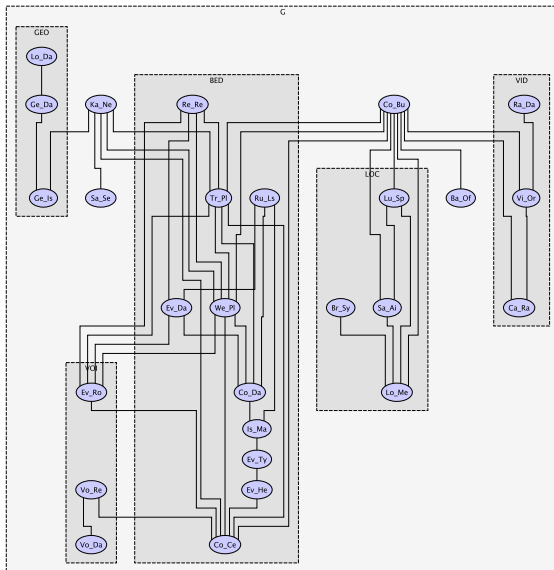 G
GEO
Lo_Da
BED
VID
Ge_Da
Ka_Ne
Re_Re
Co_Bu
Ra_Da
LOC
Ge_Is
Sa_Se
Tr_Pl
Ru_Ls
Lu_Sp
Ba_Of
Vi_Or
Ev_Da
We_Pl
Br_Sy
Sa_Ai
Ca_Ra
VOI
Ev_Ro
Co_Da
Lo_Me
Is_Ma
Ev_Ty
Vo_Re
Ev_He
Vo_Da
Co_Ce